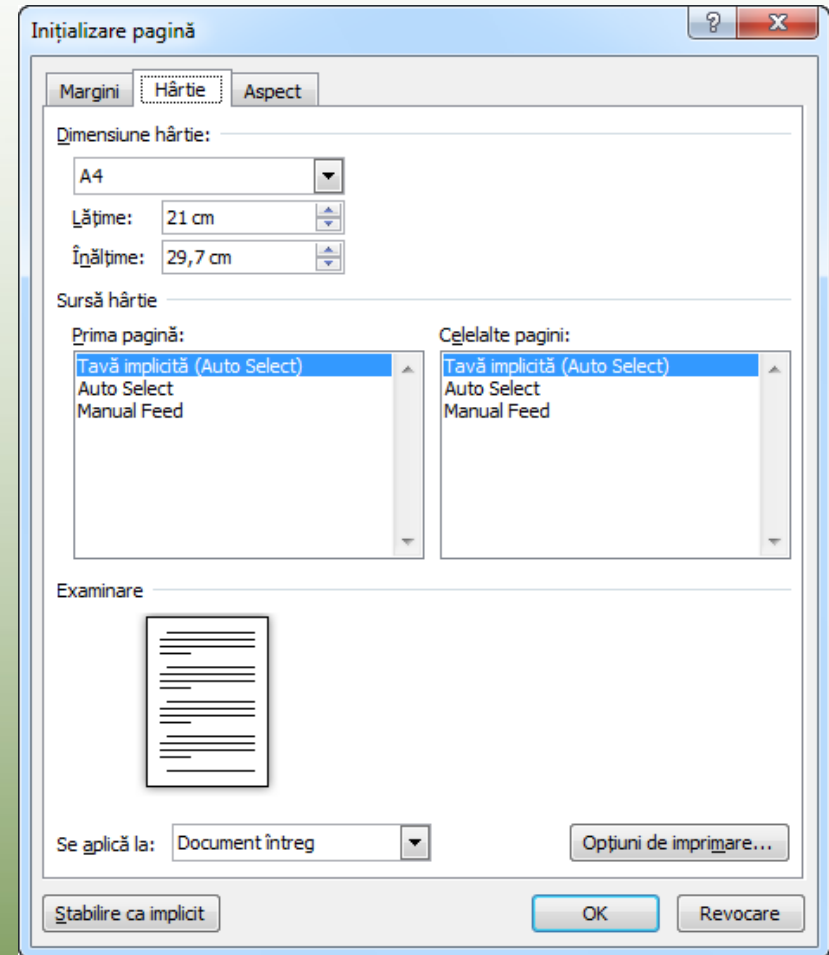 Inițializare pagină
Margini Hârtie Aspect
Dimensiune hârtie:
A4
Lățime: 21 cm
Înălțime: 29,7 cm
Sursă hârtie
Prima pagină: Celelalte pagini:
Tavă implicită (Auto Select) Tavă implicită (Auto Select)
Auto Select Auto Select
Manual Feed Manual Feed
Examinare
Se aplică la: Document întreg Opțiuni de imprimare...
Stabilire ca implicit OK Revocare